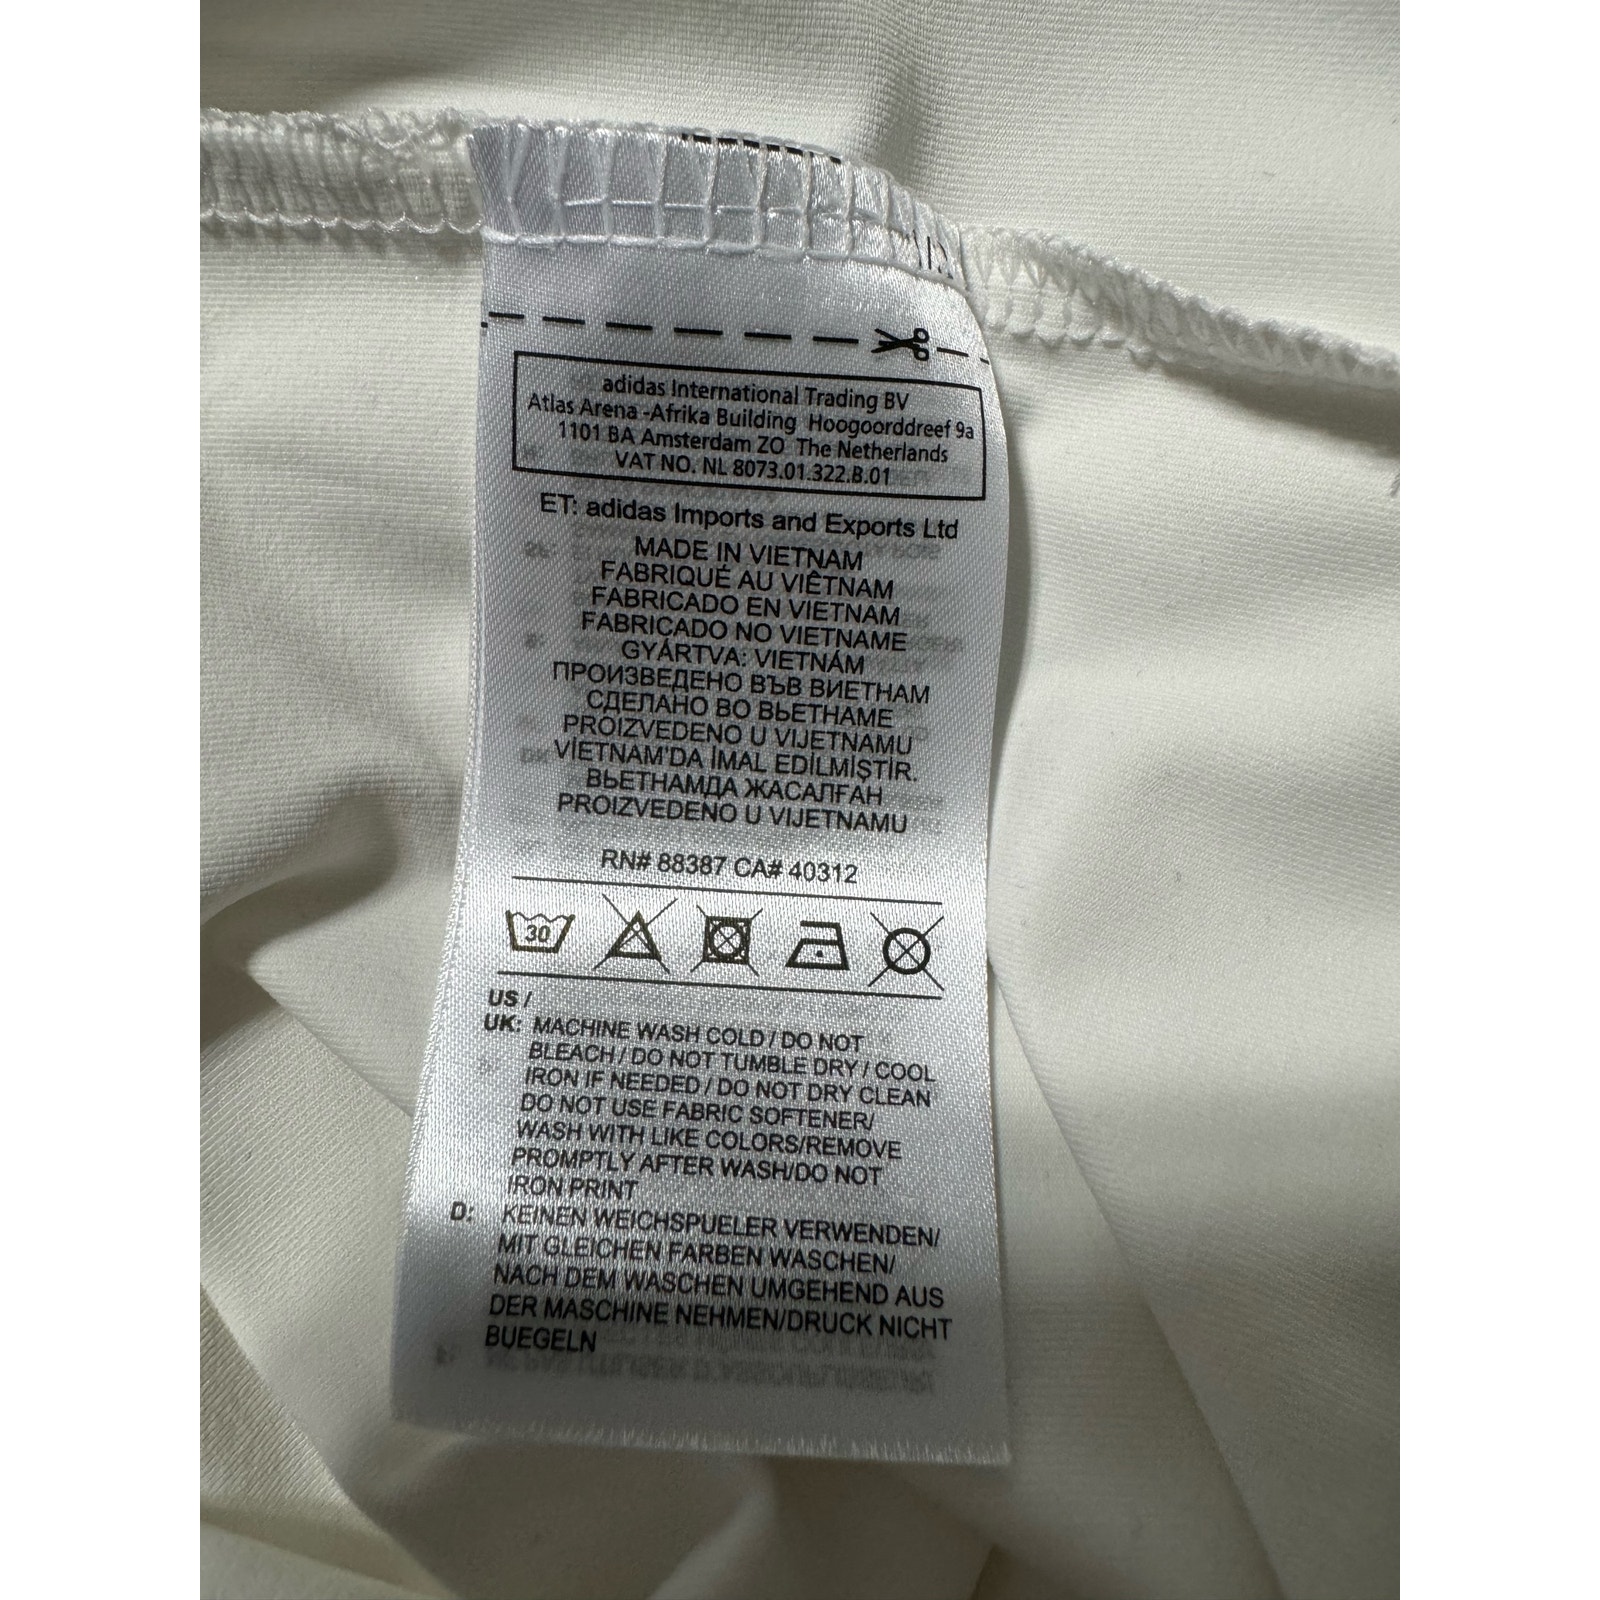 adidas International Trading BV
Atlas Arena -Afrika Building Hoogoorddreef 9a
1101 BA Amsterdam ZO The Netherlands
VAT NO. NL 8073.01.322.B.01
ET: adidas Imports and Exports Ltd
MADE IN VIETNAM
FABRIQUÉ AU VIÊTNAM
FABRICADO EN VIETNAM
FABRICADO NO VIETNAME
GYÁRTVA: VIETNÁM
ПРОИЗВЕДЕНО ВЪВ ВИЕТНАМ
СДЕЛАНО ВО ВЬЕТНАМЕ
PROIZVEDENO U VIJETNAMU
VİETNAM'DA İMAL EDİLMİŞTİR.
ВЬЕТНАМДА ЖАСАЛҒАН
PROIZVEDENO U VIJETNAMU
RN# 88387 CA# 40312
30
US /
UK: MACHINE WASH COLD / DO NOT
BLEACH / DO NOT TUMBLE DRY / COOL
IRON IF NEEDED / DO NOT DRY CLEAN
DO NOT USE FABRIC SOFTENER/
WASH WITH LIKE COLORS/REMOVE
PROMPTLY AFTER WASH/DO NOT
IRON PRINT
D: KEINEN WEICHSPUELER VERWENDEN/
MIT GLEICHEN FARBEN WASCHEN/
NACH DEM WASCHEN UMGEHEND AUS
DER MASCHINE NEHMEN/DRUCK NICHT
BUEGELN